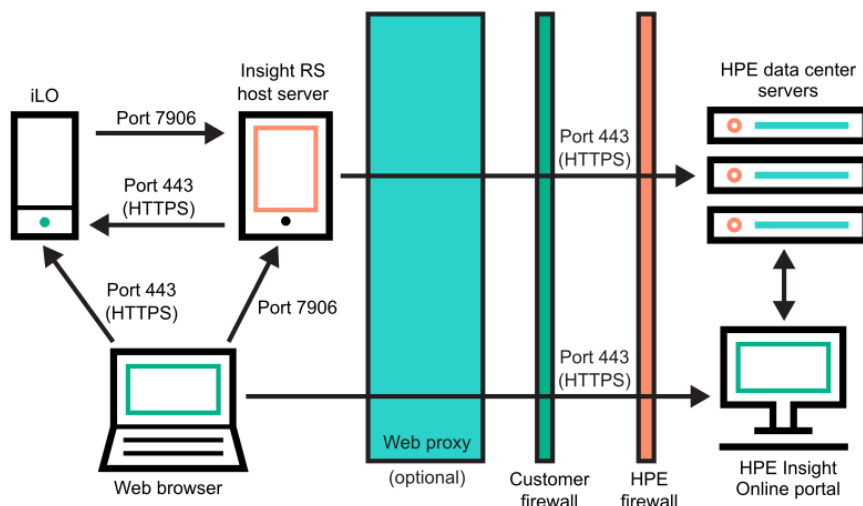 iLO
Insight RS
host server
HPE data center
servers
Port 7906
Port 443
(HTTPS)
Port 443
(HTTPS)
Port 443
(HTTPS)
Port 7906
Port 443
(HTTPS)
Web proxy
(optional)
Web browser
Customer
firewall
HPE
firewall
HPE Insight
Online portal